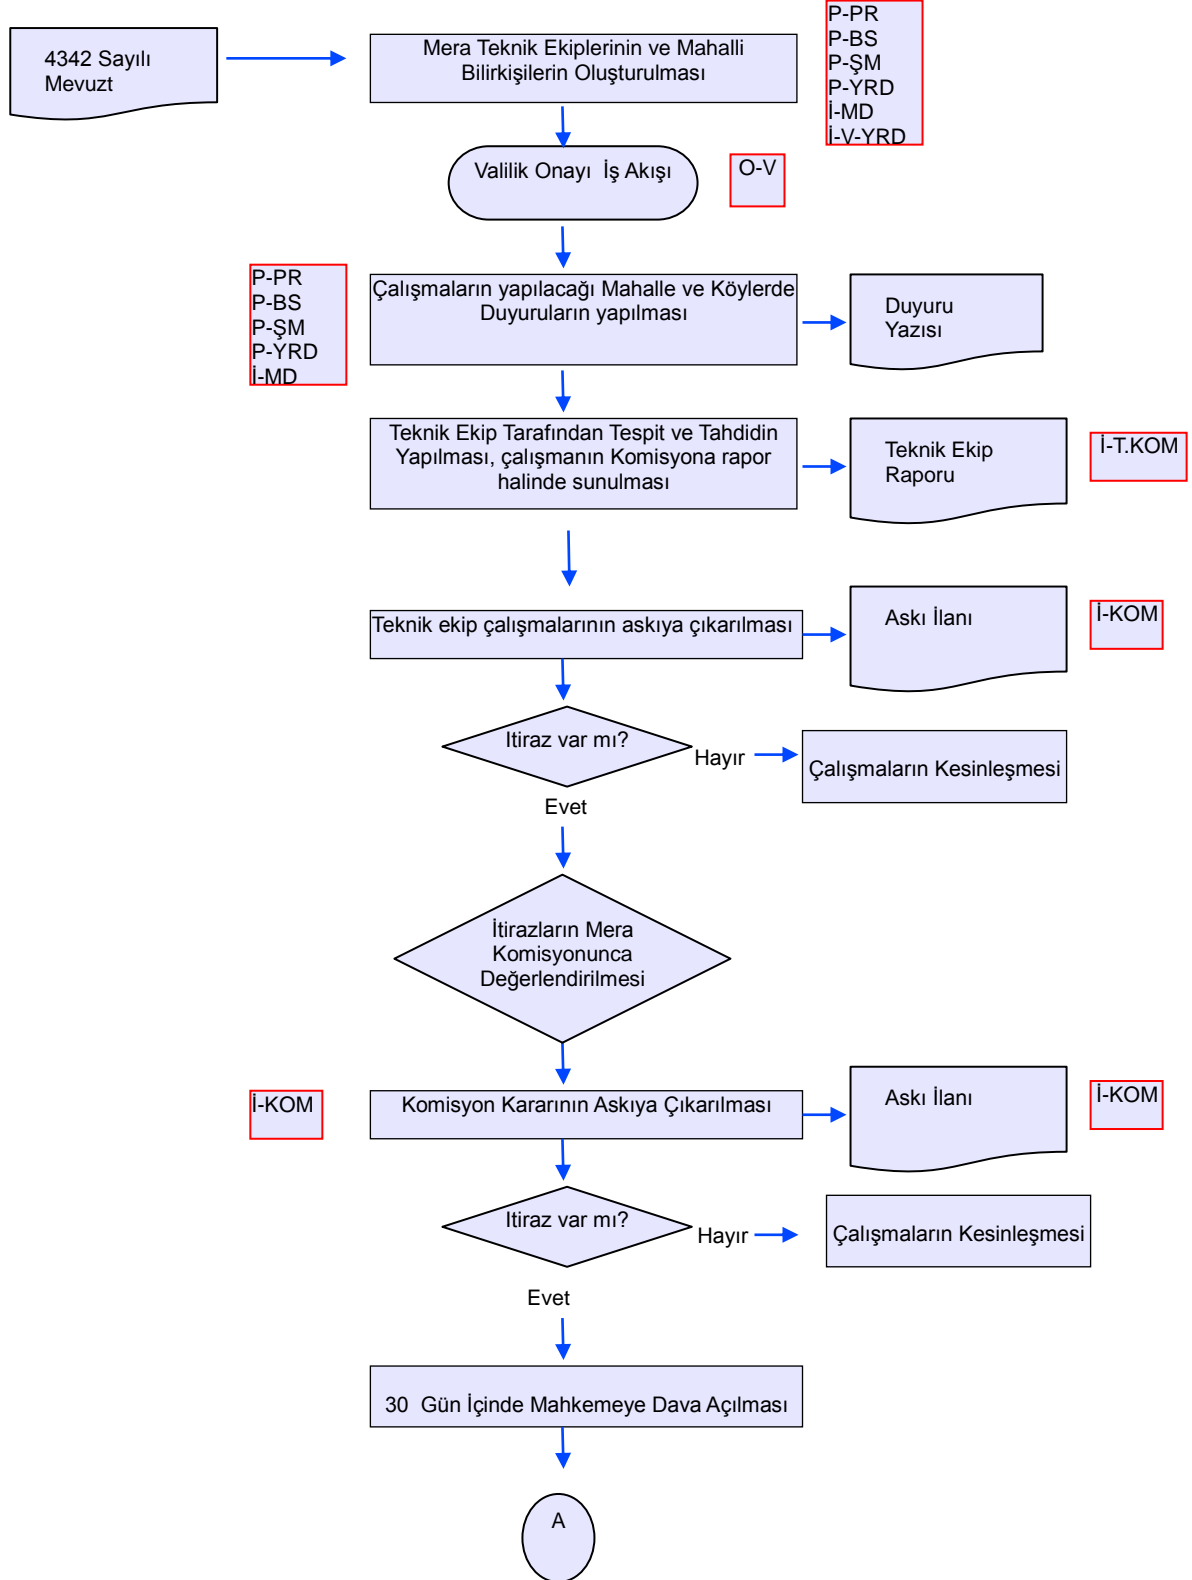 4342 Sayılı
Mevuzt
Mera Teknik Ekiplerinin ve Mahalli
Bilirkişilerin Oluşturulması
P-PR
P-BS
P-ŞM
P-YRD
İ-MD
İ-V-YRD
Valilik Onayı İş Akışı
O-V
P-PR
P-BS
P-ŞM
P-YRD
İ-MD
Çalışmaların yapılacağı Mahalle ve Köylerde
Duyuruların yapılması
Duyuru
Yazısı
Teknik Ekip Tarafından Tespit ve Tahdidin
Yapılması, çalışmanın Komisyona rapor
halinde sunulması
Teknik Ekip
Raporu
İ-T.KOM
Teknik ekip çalışmalarının askıya çıkarılması
Askı İlanı
İ-KOM
Itiraz var mı?
Hayır
Çalışmaların Kesinleşmesi
Evet
İtirazların Mera
Komisyonunca
Değerlendirilmesi
İ-KOM
Komisyon Kararının Askıya Çıkarılması
Askı İlanı
İ-KOM
Itiraz var mı?
Hayır
Çalışmaların Kesinleşmesi
Evet
30 Gün İçinde Mahkemeye Dava Açılması
A